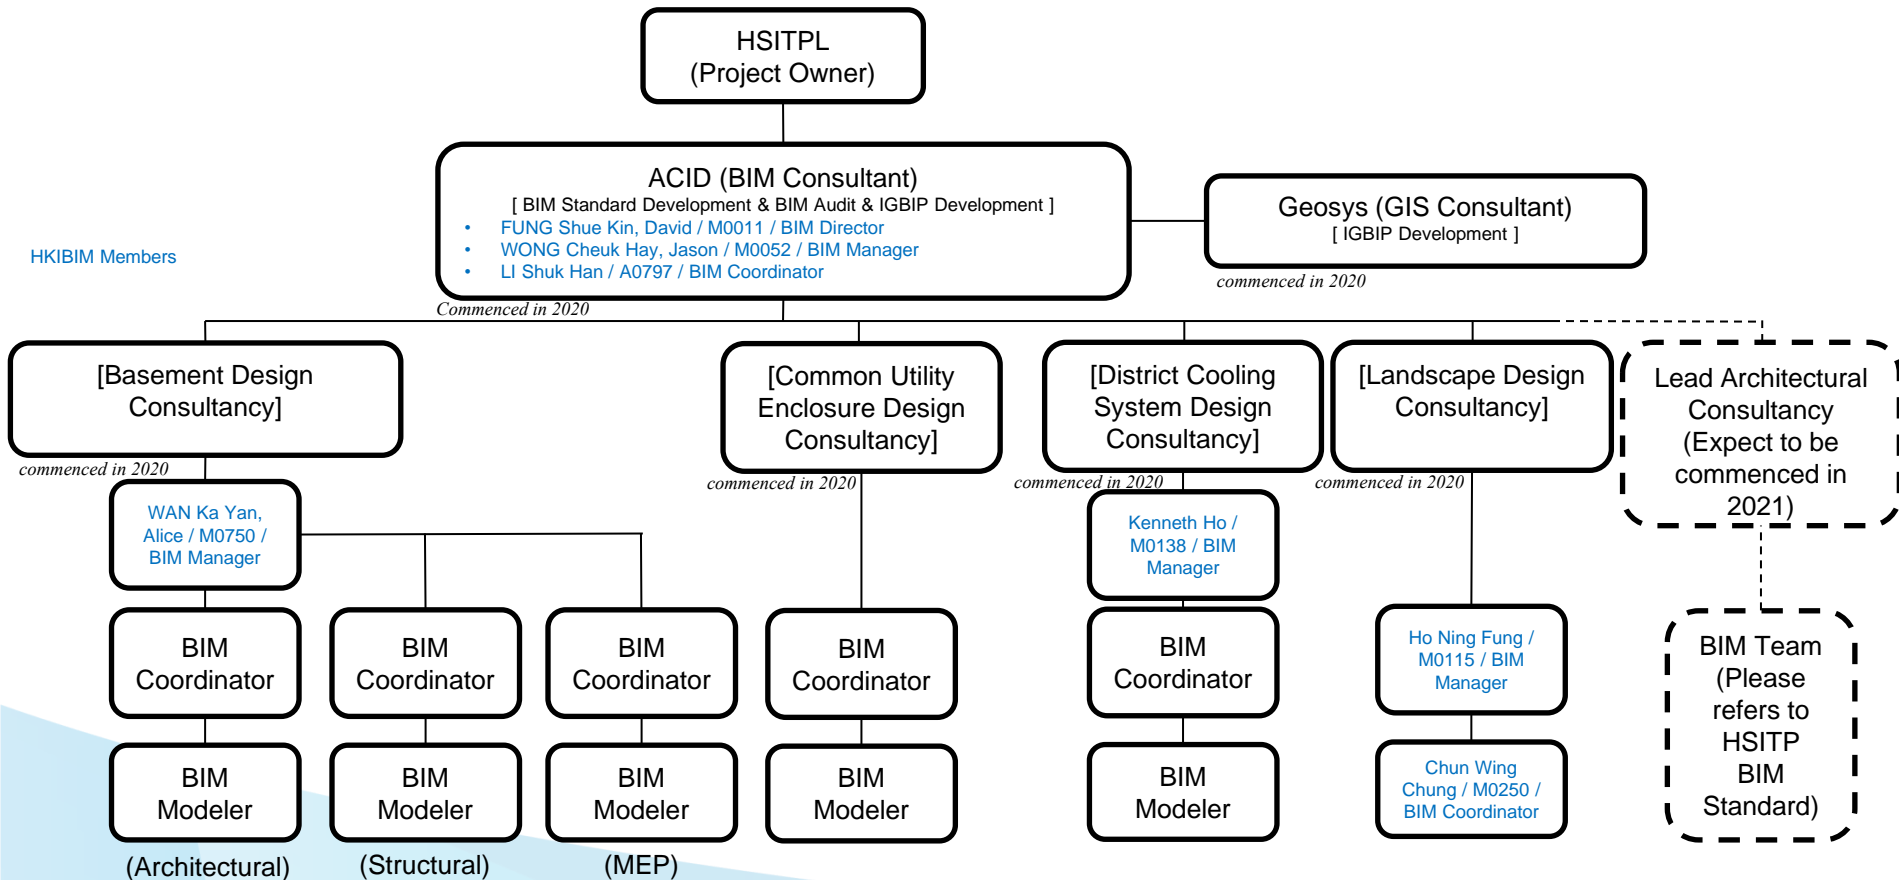 HSITPL
(Project Owner)
ACID (BIM Consultant)
[ BIM Standard Development & BIM Audit & IGBIP Development ]
• FUNG Shue Kin, David / M0011 / BIM Director
• WONG Cheuk Hay, Jason / M0052 / BIM Manager
• LI Shuk Han / A0797 / BIM Coordinator
Commenced in 2020
Geosys (GIS Consultant)
[ IGBIP Development ]
commenced in 2020
HKIBIM Members
[Basement Design
Consultancy]
commenced in 2020
[Common Utility
Enclosure Design
Consultancy]
commenced in 2020
[District Cooling
System Design
Consultancy]
commenced in 2020
[Landscape Design
Consultancy]
commenced in 2020
Lead Architectural
Consultancy
(Expect to be
commenced in
2021)
WAN Ka Yan,
Alice / M0750 /
BIM Manager
Kenneth Ho /
M0138 / BIM
Manager
BIM
Coordinator
BIM
Coordinator
BIM
Coordinator
BIM
Coordinator
BIM
Coordinator
Ho Ning Fung /
M0115 / BIM
Manager
BIM Team
(Please
refers to
HSITP
BIM
Standard)
BIM
Modeler
BIM
Modeler
BIM
Modeler
BIM
Modeler
BIM
Modeler
Chun Wing
Chung / M0250 /
BIM Coordinator
(Architectural)
(Structural)
(MEP)